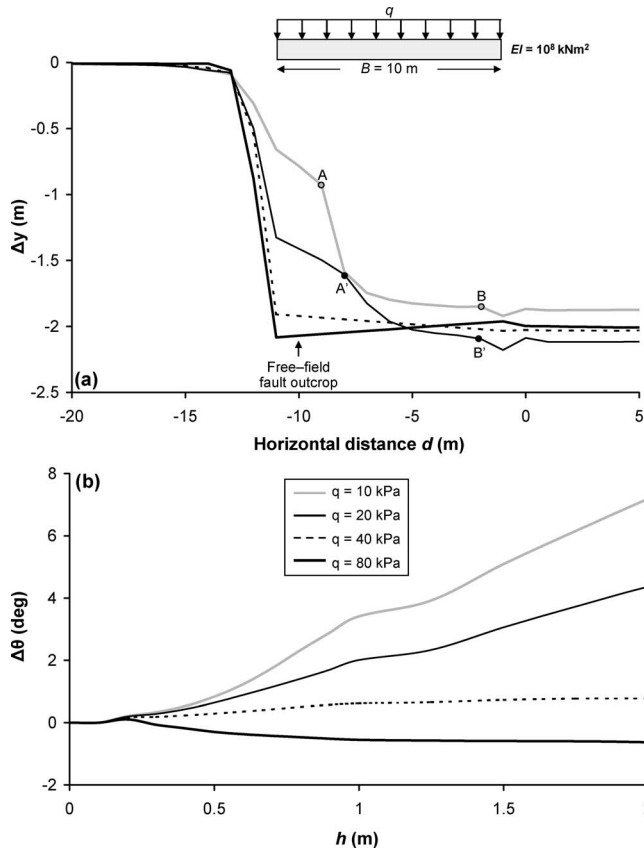 q
EI = 10⁸ kNm²
B = 10 m
0
-0.5
-1
-1.5
-2
-2.5
Δy (m)
A
A'
B
B'
Free–field
fault outcrop
(a)
-20 -15 -10 -5 0 5
Horizontal distance d (m)
(b)
q = 10 kPa
q = 20 kPa
q = 40 kPa
q = 80 kPa
8
6
4
2
0
-2
Δθ (deg)
0 0.5 1 1.5
h (m)